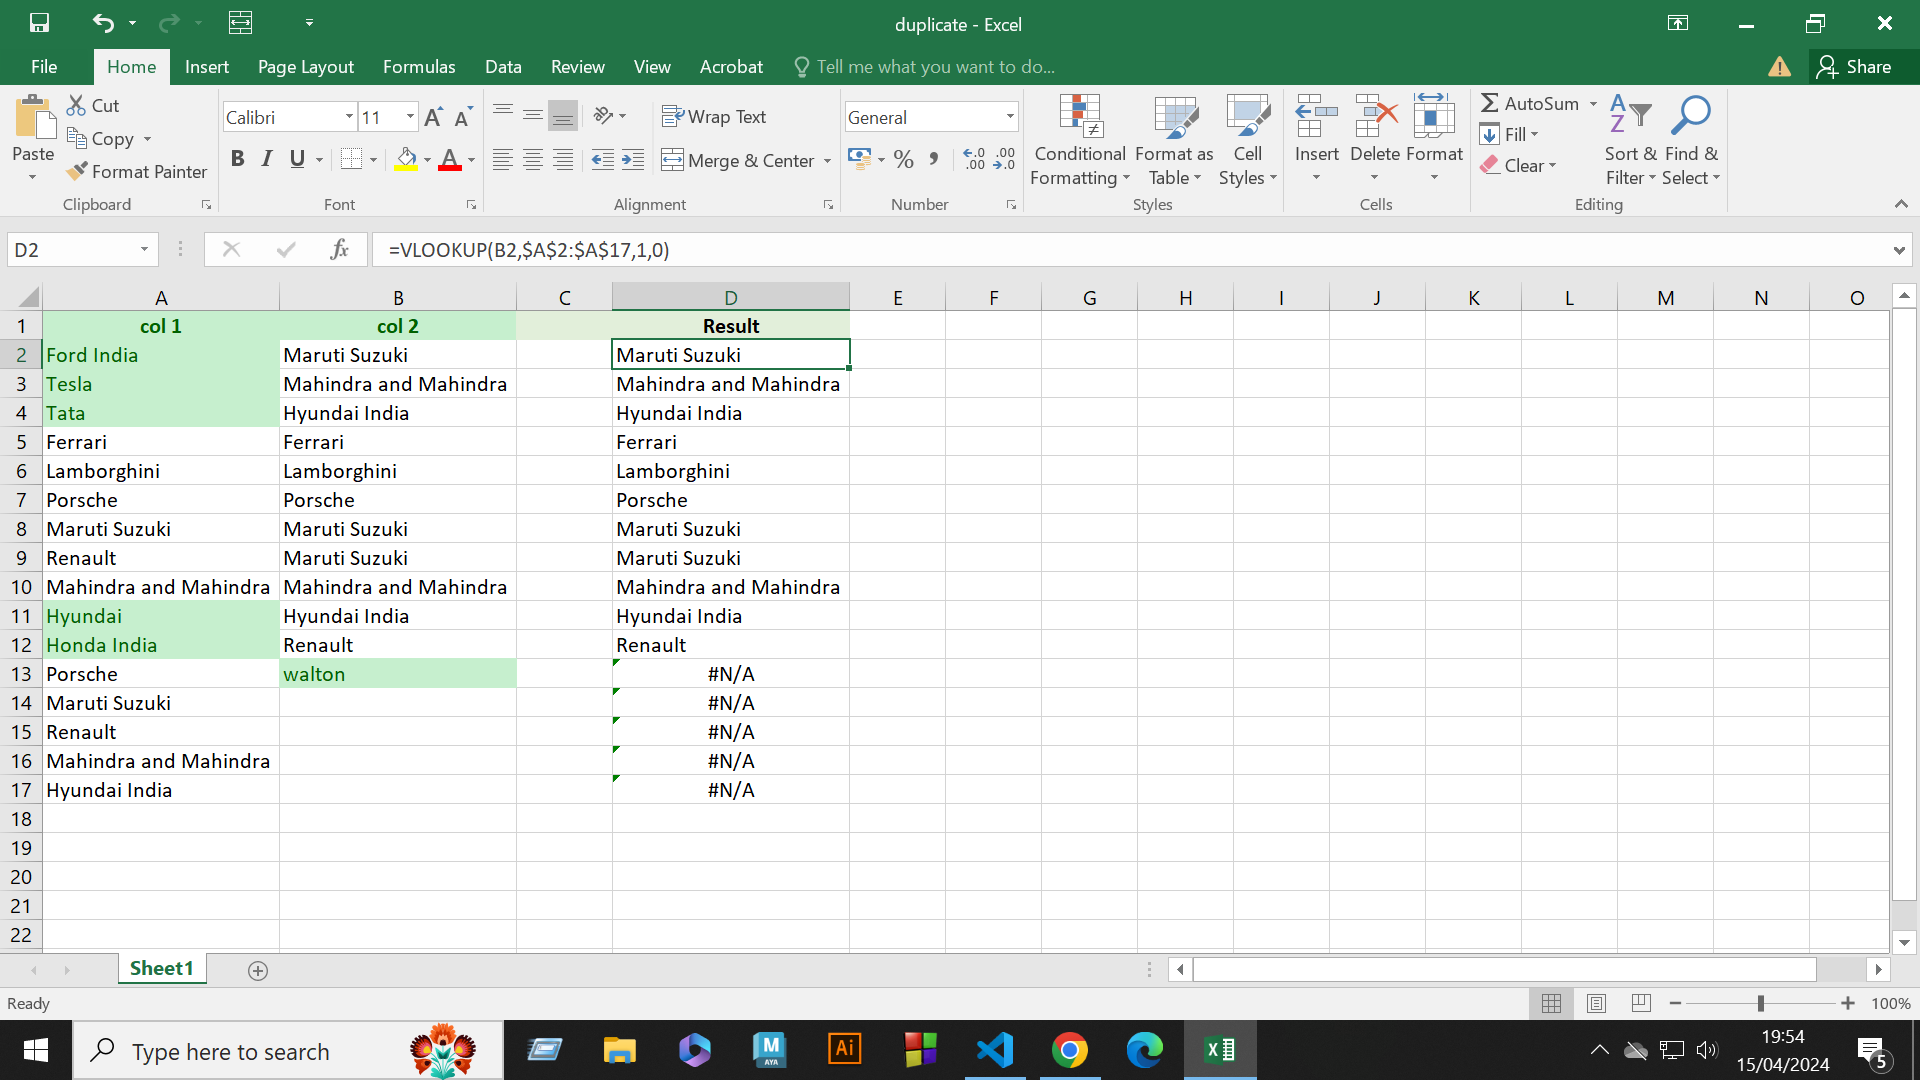 duplicate - Excel
File Home Insert Page Layout Formulas Data Review View Acrobat Tell me what you want to do... Share
Paste Cut Copy Format Painter Clipboard
Calibri 11 B I U A Font
Wrap Text Merge & Center Alignment
General % Number
Conditional Formatting Format as Table Cell Styles Styles
Insert Delete Format Cells
AutoSum Fill Clear Sort & Filter Find & Select Editing
D2 fx =VLOOKUP(B2,$A$2:$A$17,1,0)
A B C D E F G H I J K L M N O
1 col 1 col 2 Result
2 Ford India Maruti Suzuki Maruti Suzuki
3 Tesla Mahindra and Mahindra Mahindra and Mahindra
4 Tata Hyundai India Hyundai India
5 Ferrari Ferrari Ferrari
6 Lamborghini Lamborghini Lamborghini
7 Porsche Porsche Porsche
8 Maruti Suzuki Maruti Suzuki Maruti Suzuki
9 Renault Maruti Suzuki Maruti Suzuki
10 Mahindra and Mahindra Mahindra and Mahindra Mahindra and Mahindra
11 Hyundai Hyundai India Hyundai India
12 Honda India Renault Renault
13 Porsche walton #N/A
14 Maruti Suzuki #N/A
15 Renault #N/A
16 Mahindra and Mahindra #N/A
17 Hyundai India #N/A
18
19
20
21
22
Sheet1
Ready 100%
Type here to search M AYA Ai 19:54
15/04/2024 5